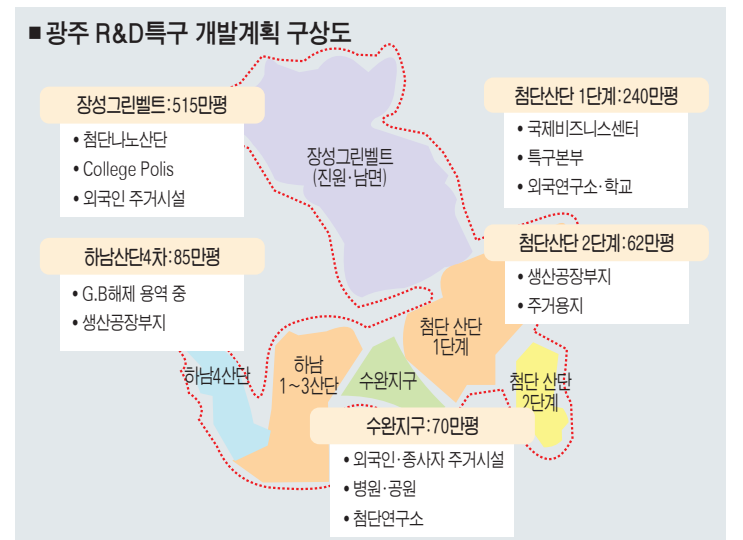 ■ 광주 R&D특구 개발계획 구상도
장성그린벨트:515만평
• 첨단나노산단
• College Polis
• 외국인 주거시설
첨단산단 1단계:240만평
• 국제비즈니스센터
• 특구본부
• 외국연구소·학교
장성그린벨트
(진원·남면)
하남산단4차:85만평
• G.B해제 용역 중
• 생산공장부지
첨단산단 2단계:62만평
• 생산공장부지
• 주거용지
첨단 산단
1단계
하남4산단
하남
1~3산단
수완지구
첨단 산단
2단계
수완지구:70만평
• 외국인·종사자 주거시설
• 병원·공원
• 첨단연구소